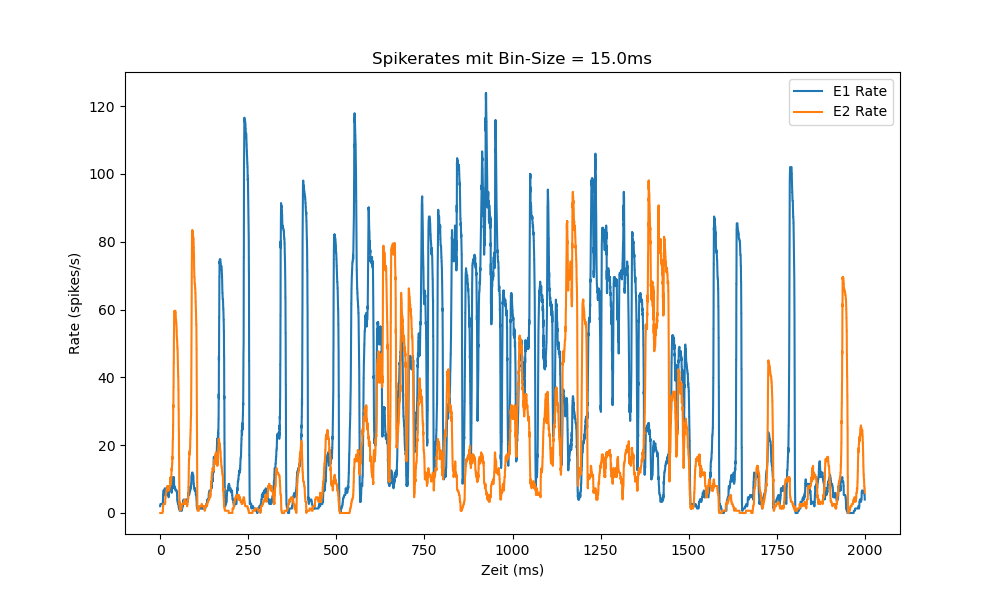 Spikerates mit Bin-Size = 15.0ms
E1 Rate
E2 Rate
120
100
80
60
40
20
0
Rate (spikes/s)
0 250 500 750 1000 1250 1500 1750 2000
Zeit (ms)